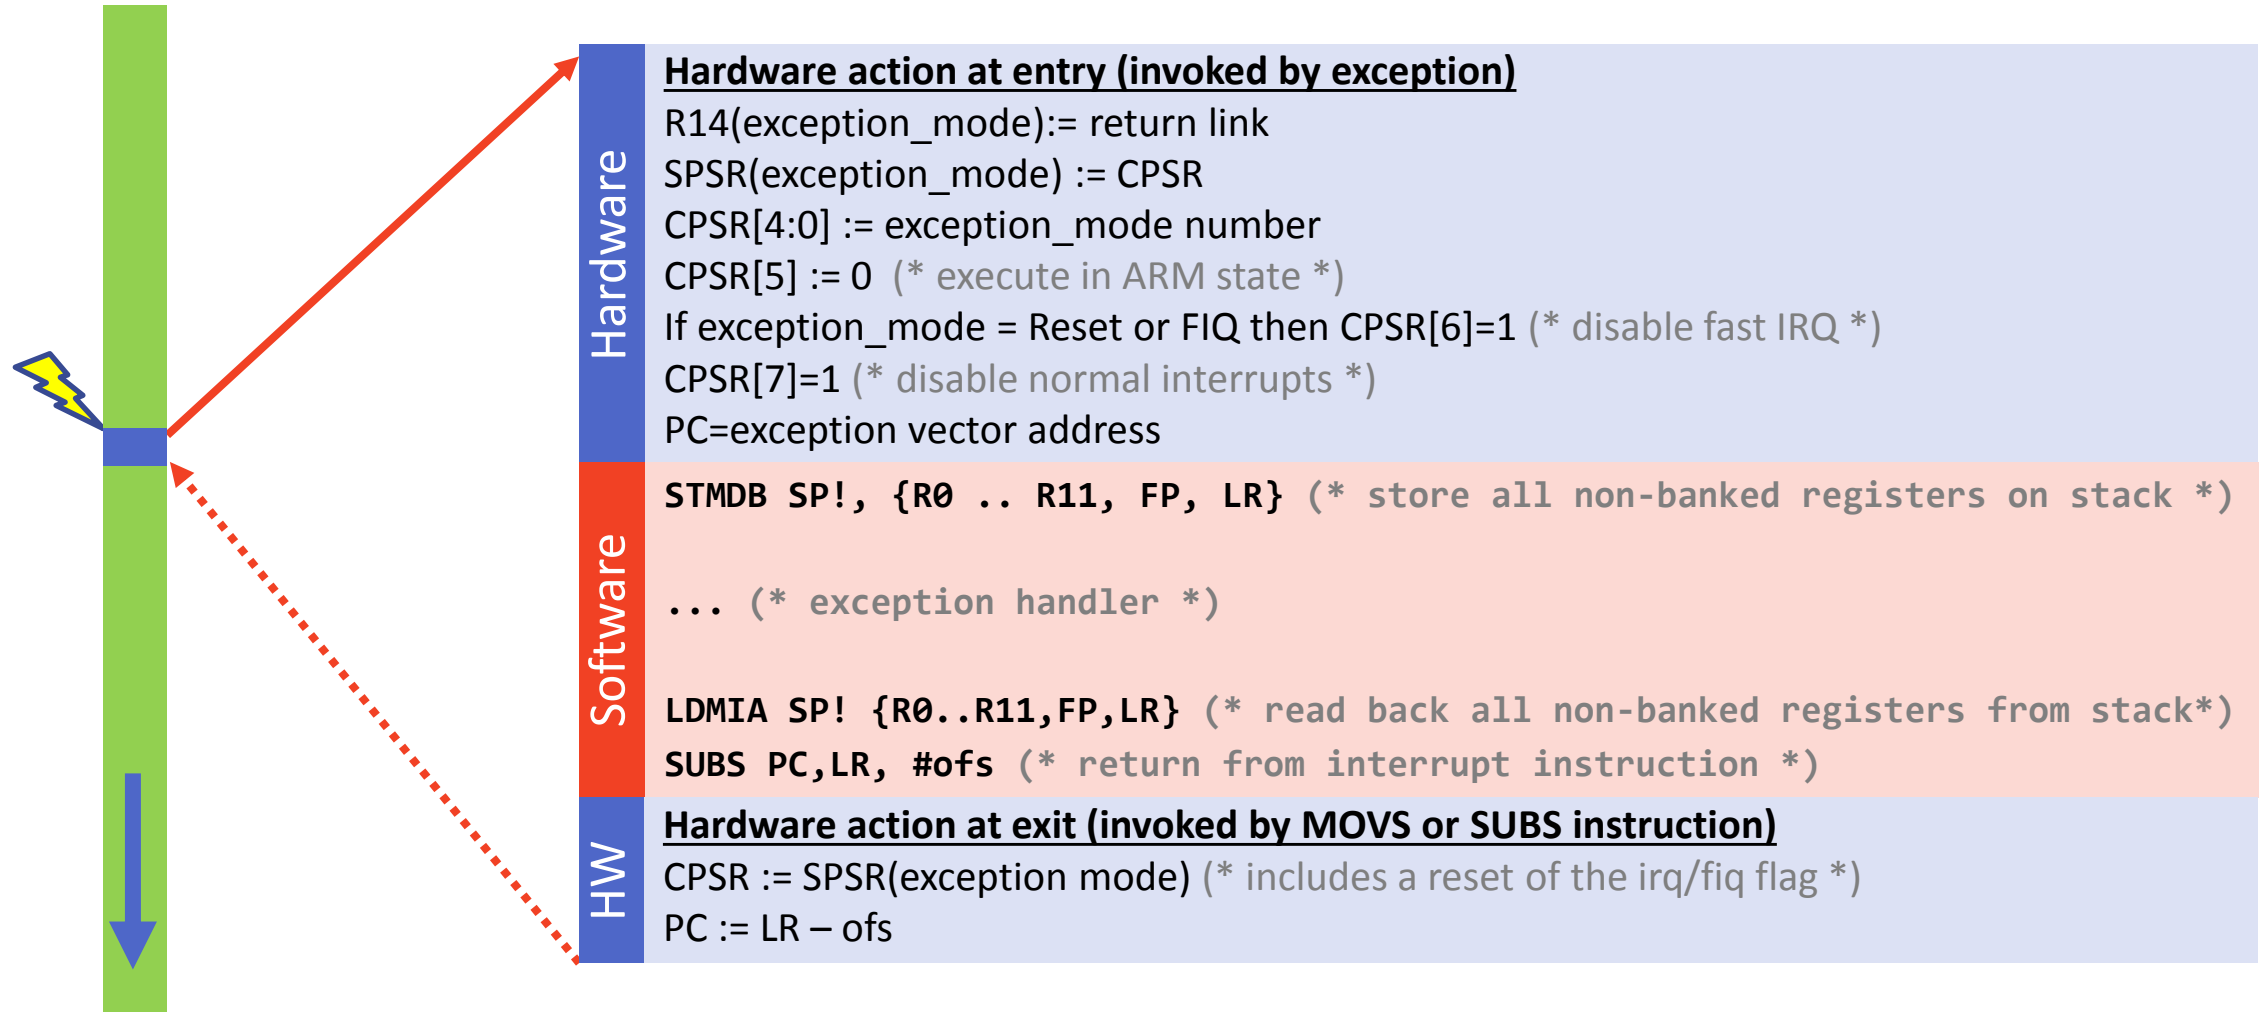 Hardware
Hardware action at entry (invoked by exception)
R14(exception_mode):= return link
SPSR(exception_mode) := CPSR
CPSR[4:0] := exception_mode number
CPSR[5] := 0 (* execute in ARM state *)
If exception_mode = Reset or FIQ then CPSR[6]=1 (* disable fast IRQ *)
CPSR[7]=1 (* disable normal interrupts *)
PC=exception vector address
Software
STMDB SP!, {R0 .. R11, FP, LR} (* store all non-banked registers on stack *)
... (* exception handler *)
LDMIA SP! {R0..R11,FP,LR} (* read back all non-banked registers from stack*)
SUBS PC,LR, #ofs (* return from interrupt instruction *)
HW
Hardware action at exit (invoked by MOVS or SUBS instruction)
CPSR := SPSR(exception mode) (* includes a reset of the irq/fiq flag *)
PC := LR – ofs